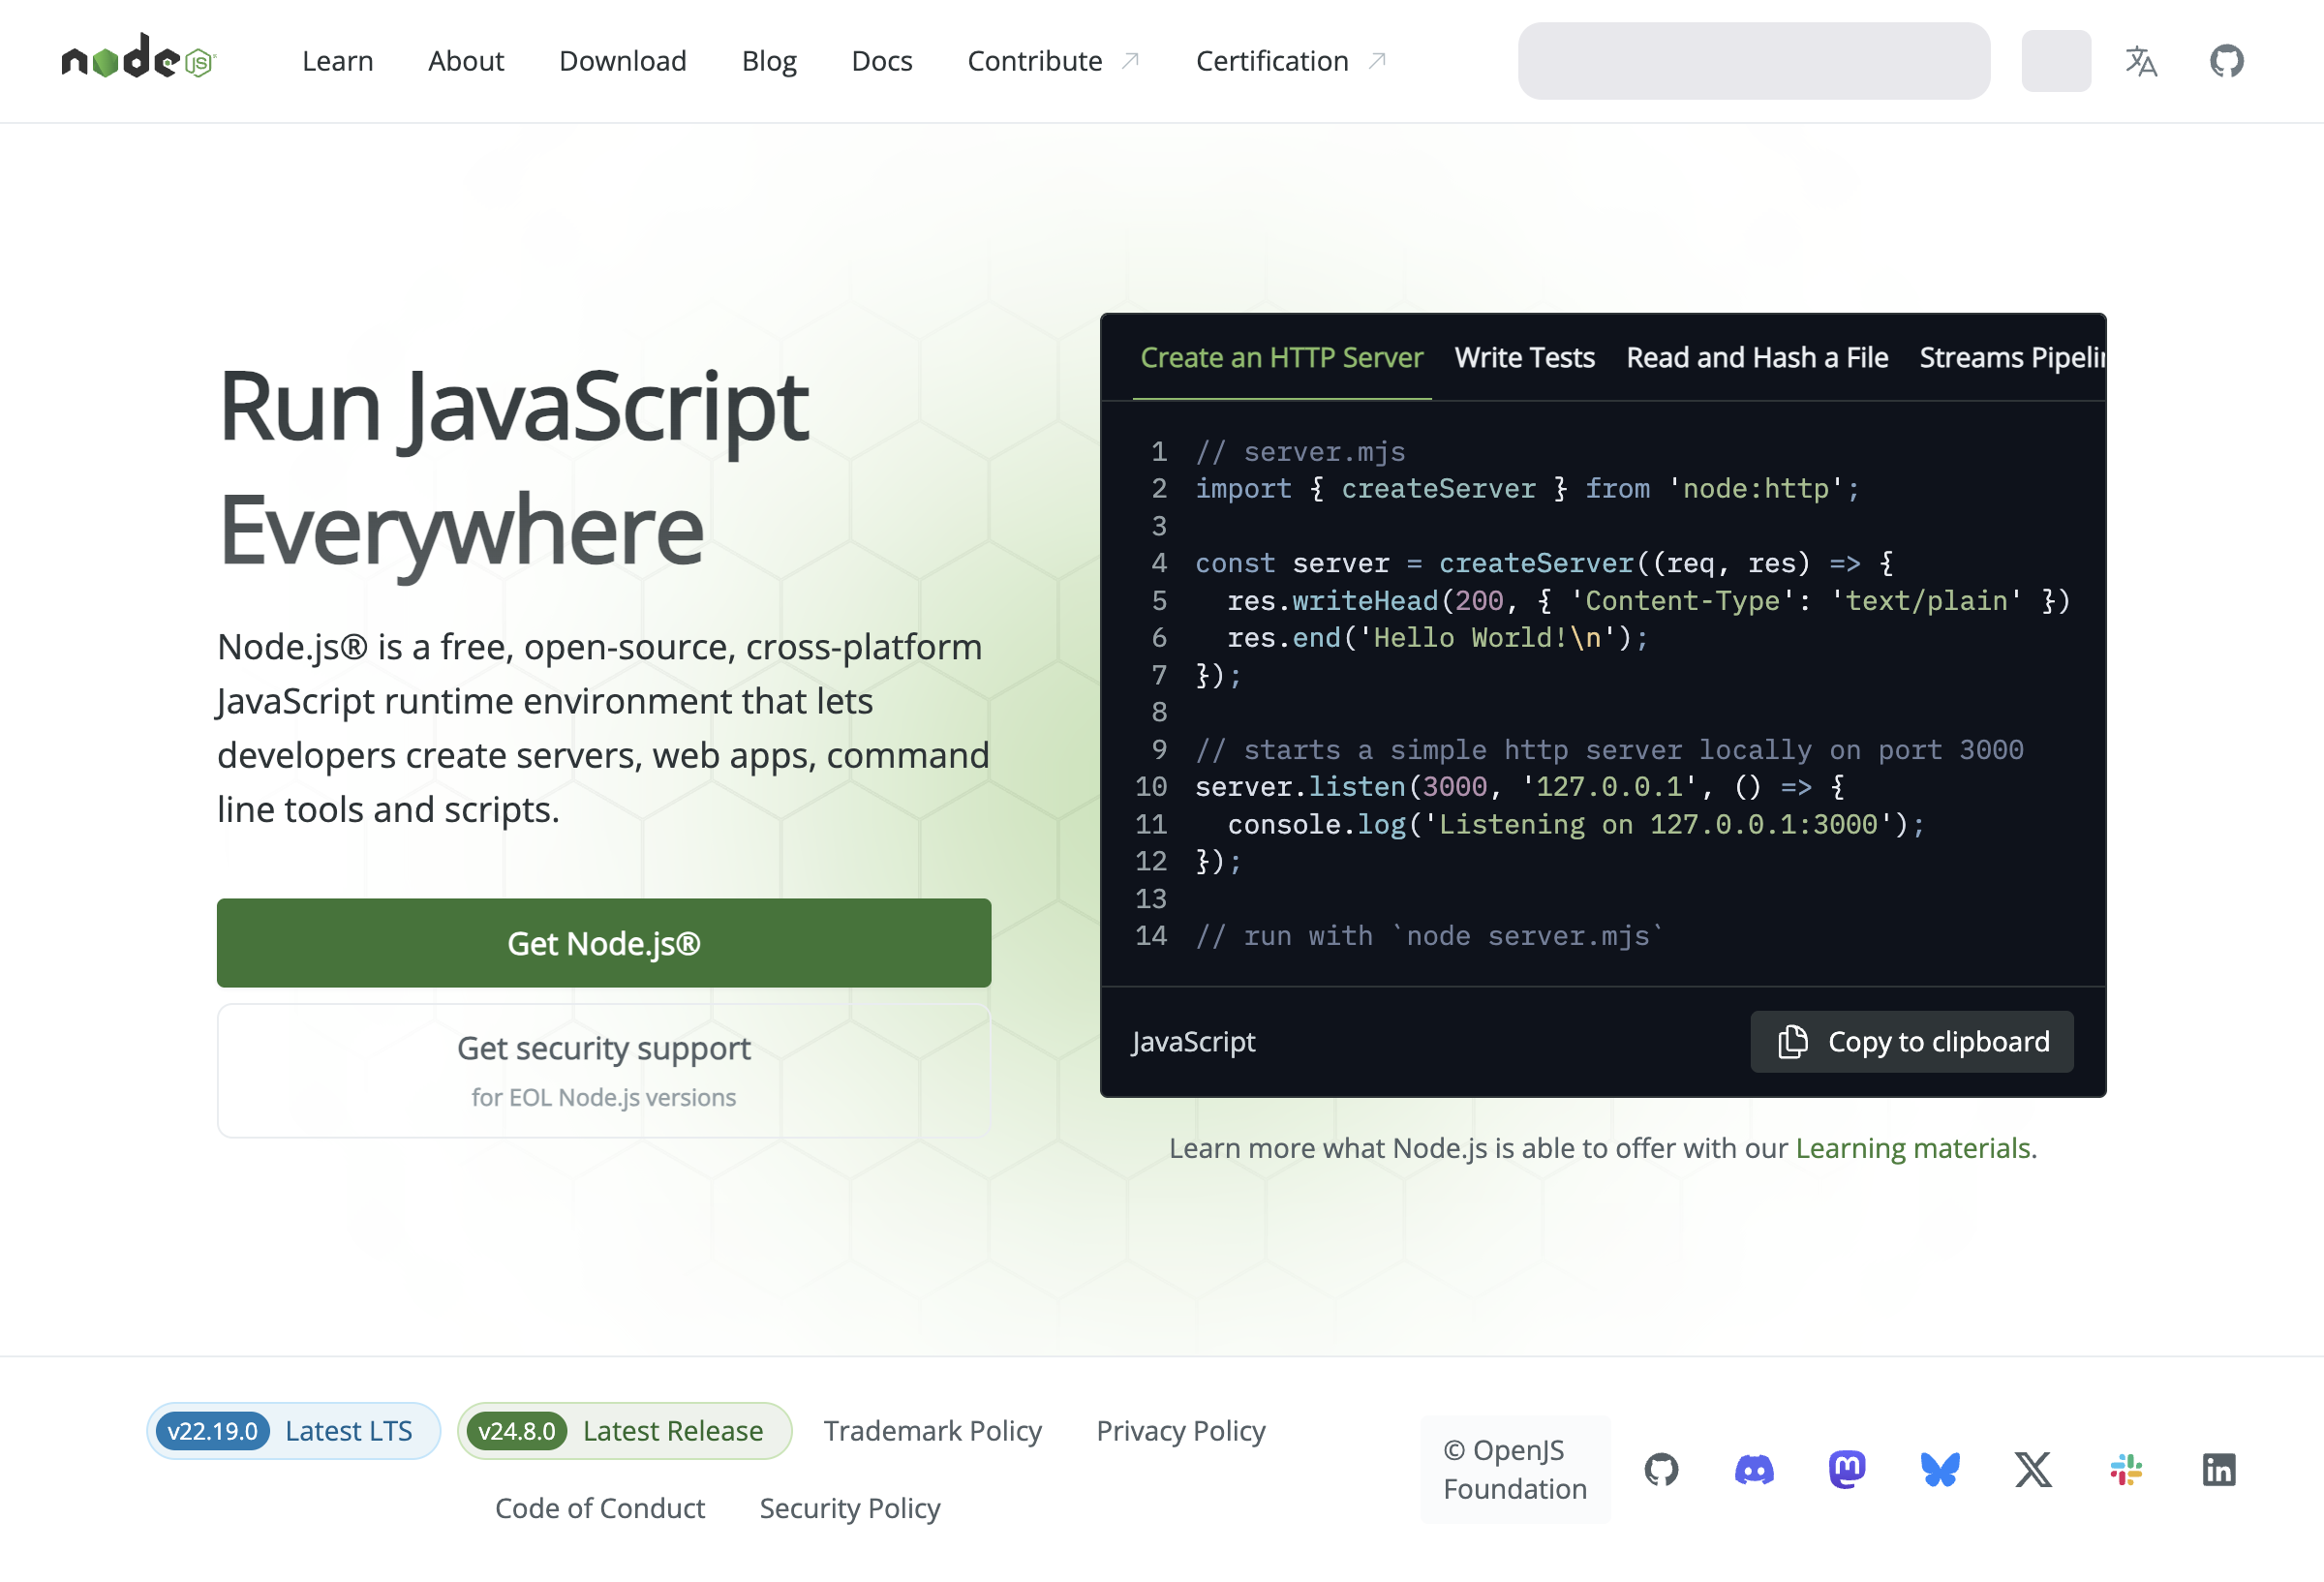 node JS
Learn About Download Blog Docs Contribute Certification
Run JavaScript
Everywhere
Node.js® is a free, open-source, cross-platform
JavaScript runtime environment that lets
developers create servers, web apps, command
line tools and scripts.
Get Node.js®
Get security support
for EOL Node.js versions
Create an HTTP Server Write Tests Read and Hash a File Streams Pipelin
1 // server.mjs
2 import { createServer } from 'node:http';
3
4 const server = createServer((req, res) => {
5   res.writeHead(200, { 'Content-Type': 'text/plain' })
6   res.end('Hello World!\n');
7 });
8
9 // starts a simple http server locally on port 3000
10 server.listen(3000, '127.0.0.1', () => {
11   console.log('Listening on 127.0.0.1:3000');
12 });
13
14 // run with `node server.mjs`
JavaScript Copy to clipboard
Learn more what Node.js is able to offer with our Learning materials.
v22.19.0 Latest LTS v24.8.0 Latest Release Trademark Policy Privacy Policy
Code of Conduct Security Policy
© OpenJS
Foundation